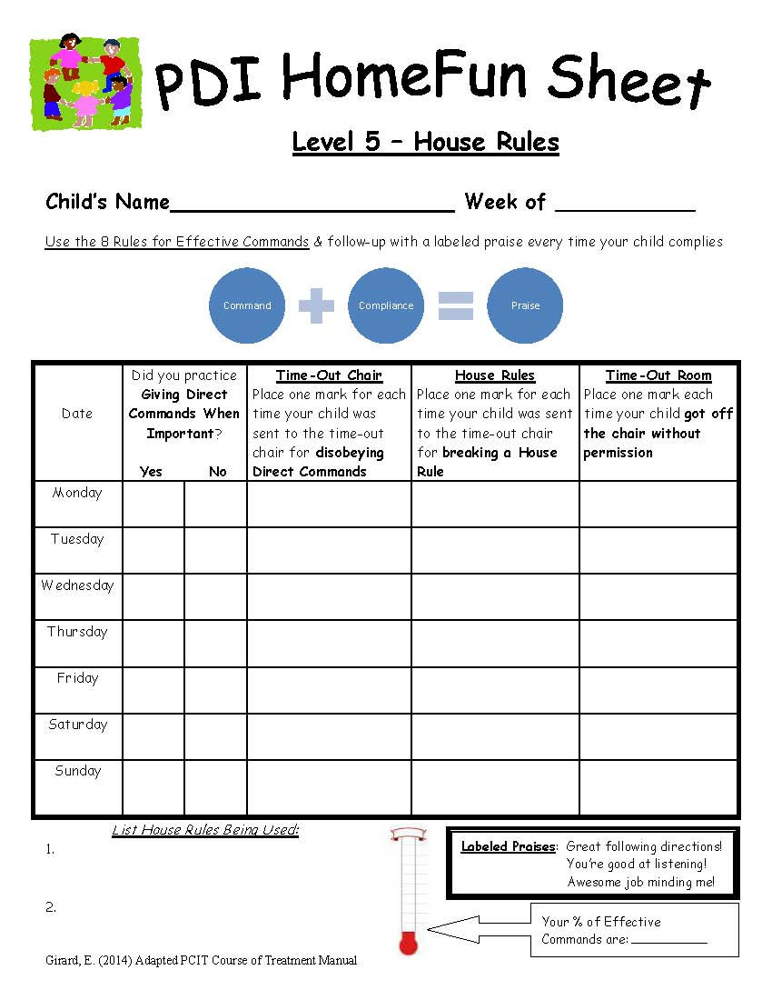 PDI HomeFun Sheet
Level 5 – House Rules
Child's Name______________________ Week of ___________
Use the 8 Rules for Effective Commands & follow-up with a labeled praise every time your child complies
Command
Compliance
Praise
Date
Did you practice
Giving Direct
Commands When
Important?
Yes No
Time-Out Chair
Place one mark for each
time your child was
sent to the time-out
chair for disobeying
Direct Commands
House Rules
Place one mark for each
time your child was sent
to the time-out chair
for breaking a House
Rule
Time-Out Room
Place one mark each
time your child got off
the chair without
permission
Monday
Tuesday
Wednesday
Thursday
Friday
Saturday
Sunday
List House Rules Being Used:
1.
2.
Labeled Praises: Great following directions!
You're good at listening!
Awesome job minding me!
Your % of Effective
Commands are: __________
Girard, E. (2014) Adapted PCIT Course of Treatment Manual